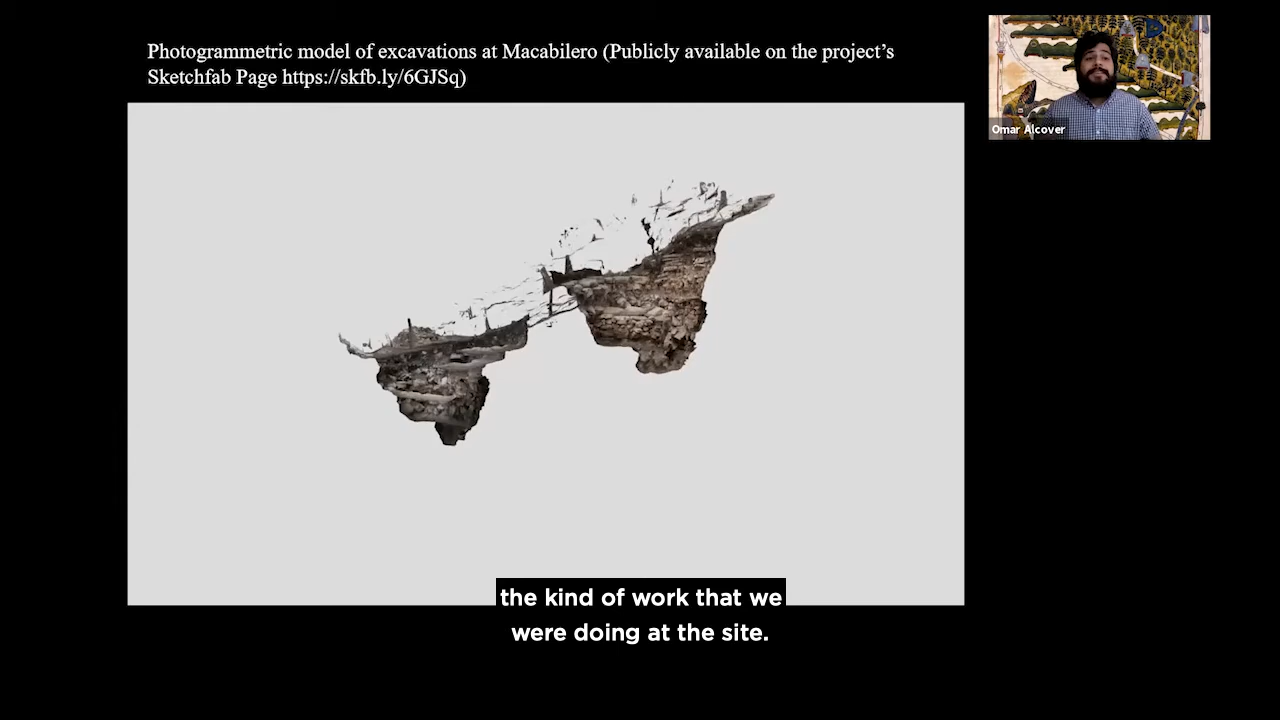 Photogrammetric model of excavations at Macabilero (Publicly available on the project’s
Sketchfab Page https://skfb.ly/6GJSq)
Omar Alcover
the kind of work that we
were doing at the site.